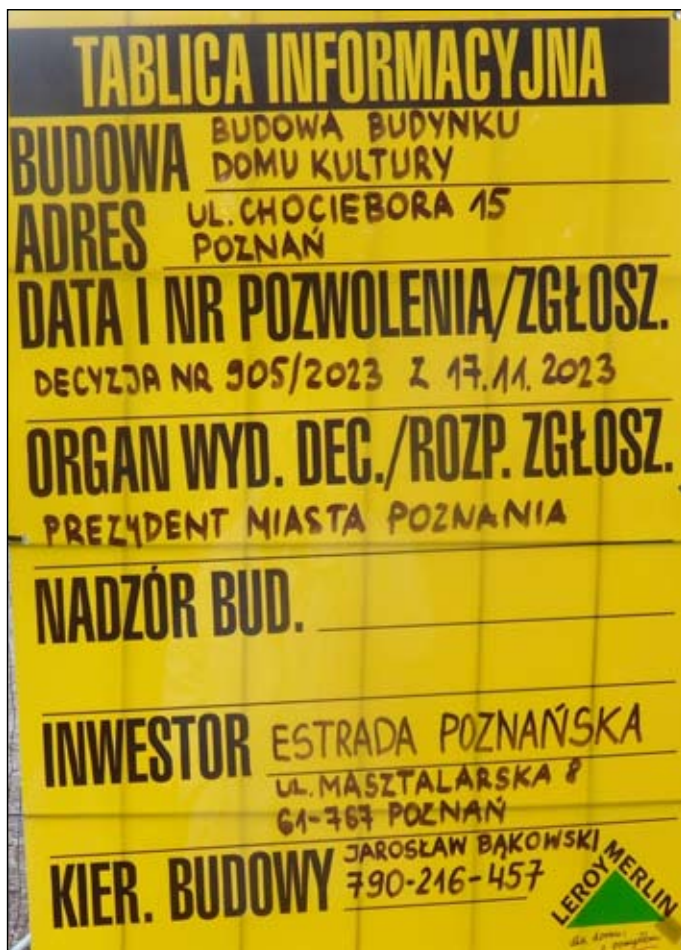 TABLICA INFORMACYJNA
BUDOWA BUDOWA BUDYNKU
DOMU KULTURY
ADRES UL. CHOCIEBORA 15
POZNAŃ
DATA I NR POZWOLENIA/ZGŁOSZ.
DECYZJA NR 905/2023 Z 17.11.2023
ORGAN WYD. DEC./ROZP. ZGŁOSZ.
PREZYDENT MIASTA POZNANIA
NADZÓR BUD.
INWESTOR ESTRADA POZNAŃSKA
UL. MASZTALARSKA 8
61-767 POZNAŃ
KIER. BUDOWY JAROSŁAW BĄKOWSKI
790-216-457
LEROY MERLIN